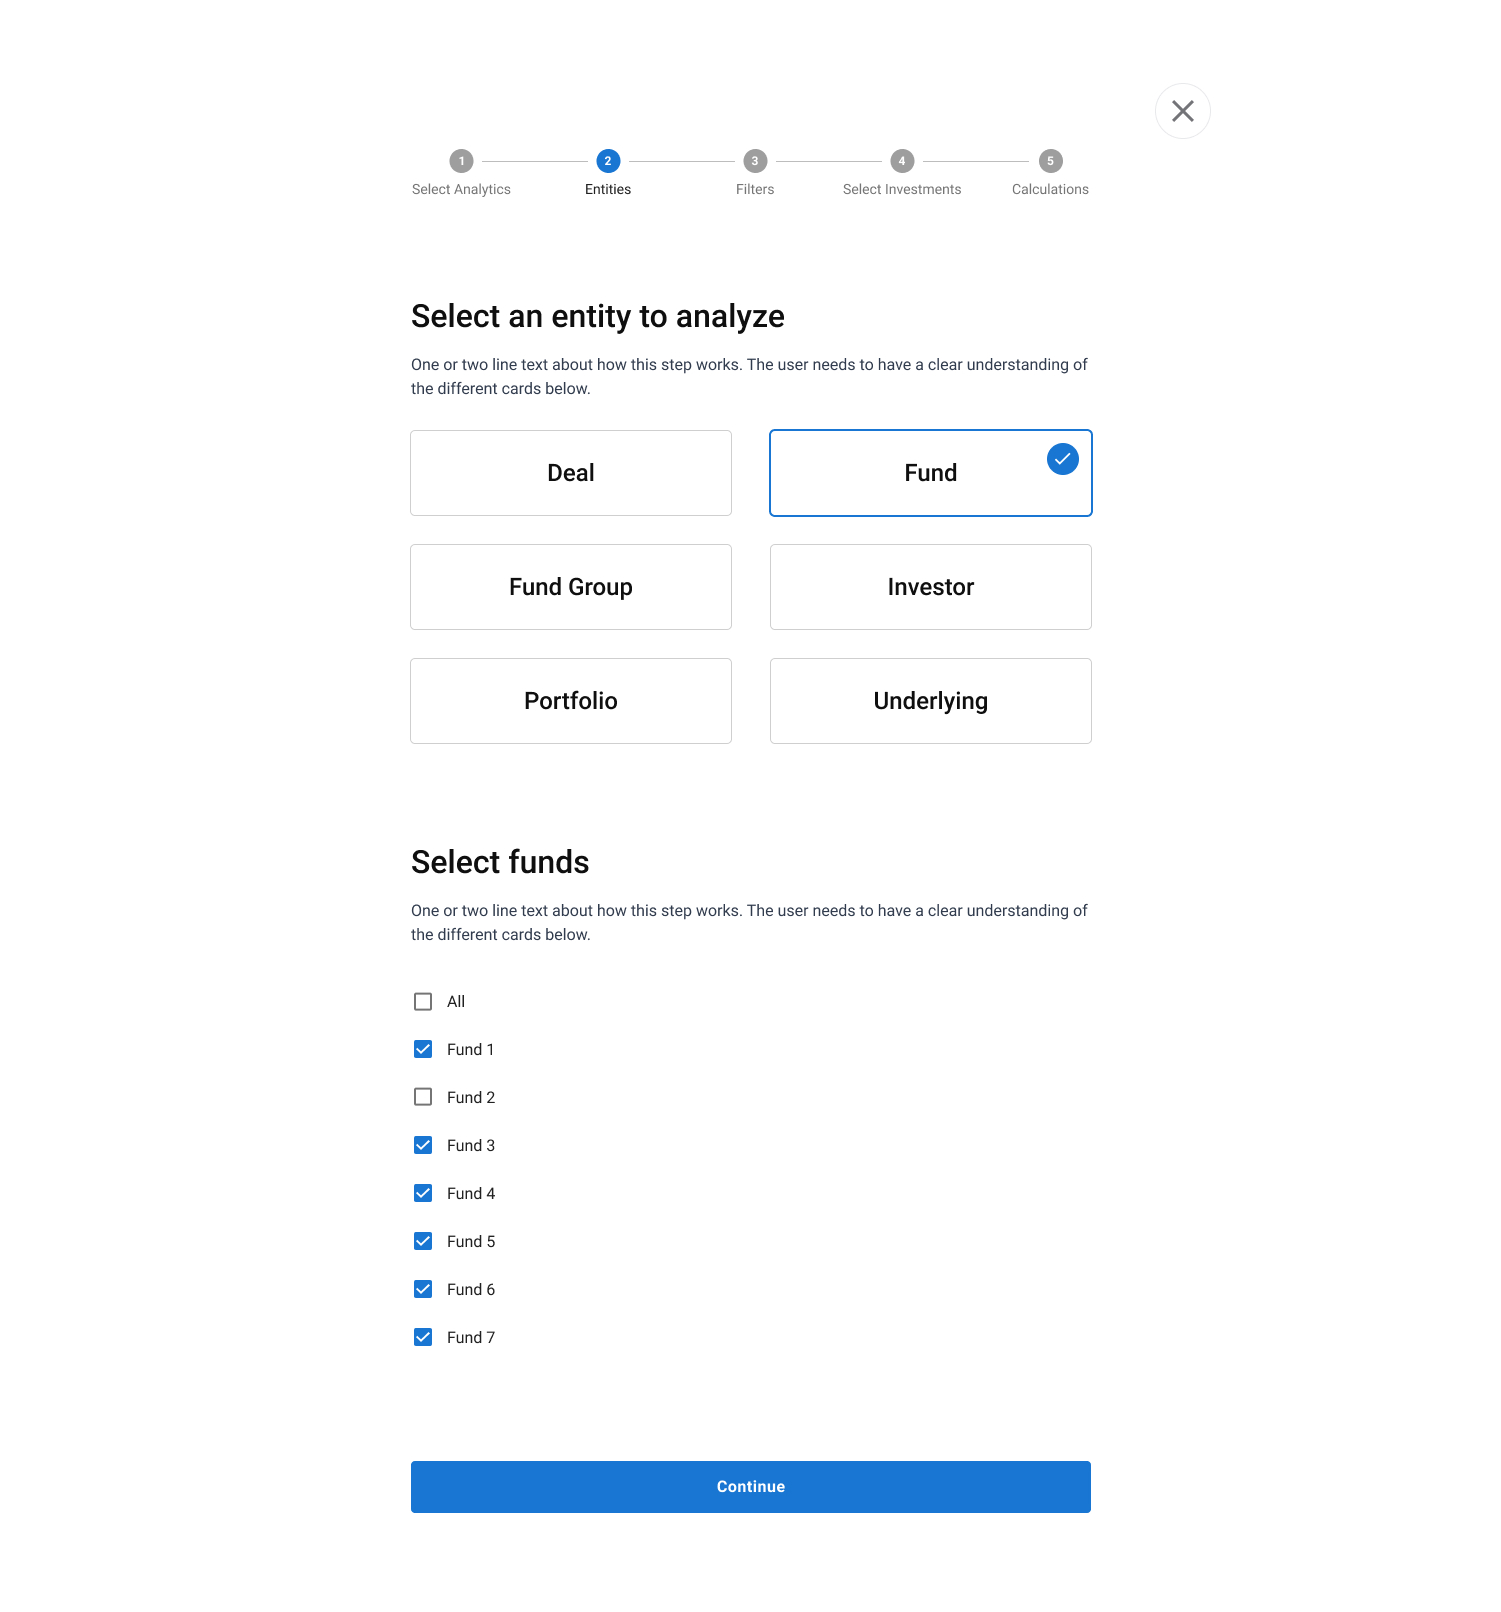 1
2
3
4
5
Select Analytics
Entities
Filters
Select Investments
Calculations
Select an entity to analyze
One or two line text about how this step works. The user needs to have a clear understanding of
the different cards below.
Deal
Fund
Fund Group
Investor
Portfolio
Underlying
Select funds
One or two line text about how this step works. The user needs to have a clear understanding of
the different cards below.
All
Fund 1
Fund 2
Fund 3
Fund 4
Fund 5
Fund 6
Fund 7
Continue